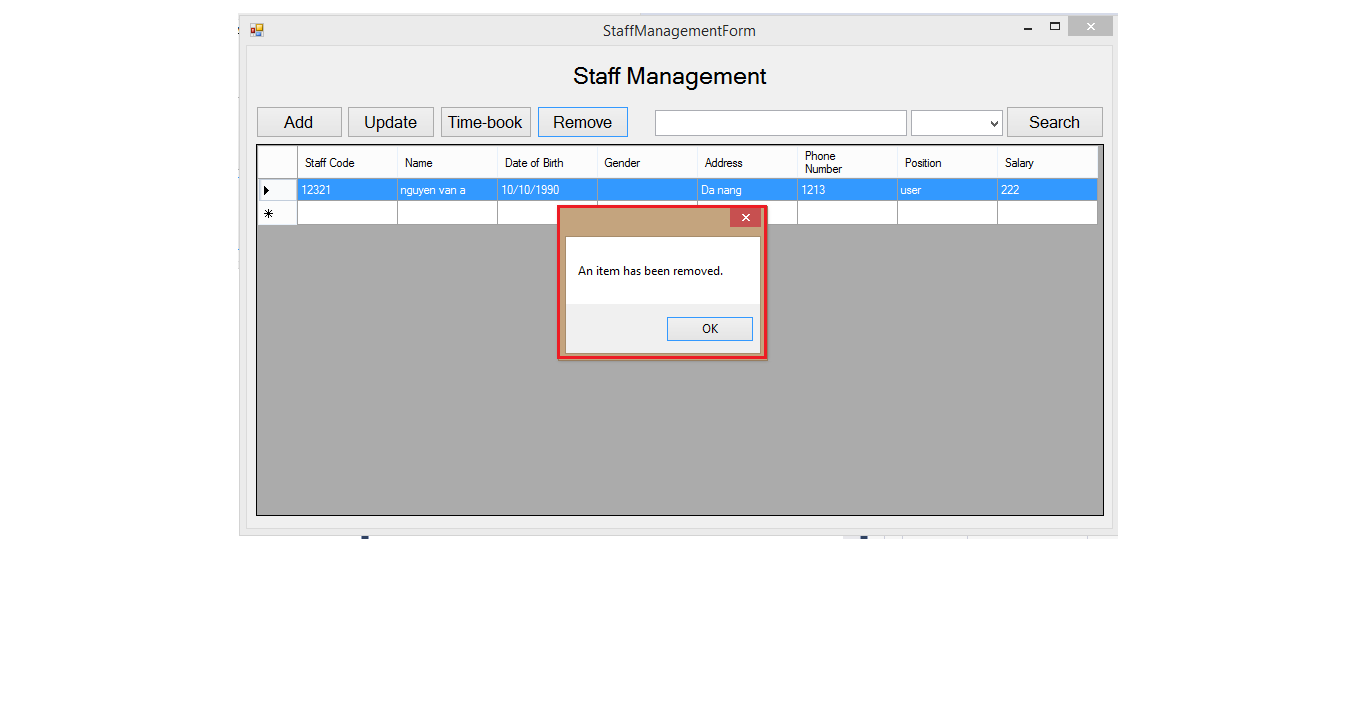 StaffManagementForm
Staff Management
Add Update Time-book Remove Search
Staff Code Name Date of Birth Gender Address Phone Number Position Salary
12321 nguyen van a 10/10/1990 Da nang 1213 user 222
An item has been removed.
OK